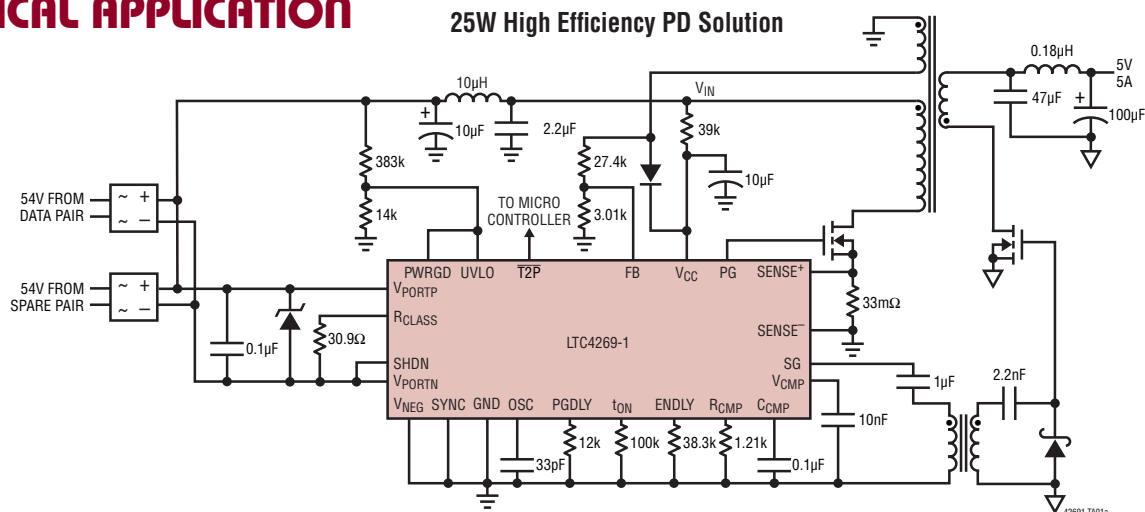 ICAL APPLICATION
25W High Efficiency PD Solution
0.18µH
5V
5A
10µH
VIN
47µF
+
100µF
+
10µF
2.2µF
39k
383k
27.4k
10µF
54V FROM
DATA PAIR
~ +
~ –
14k
TO MICRO
CONTROLLER
3.01k
PWRGD UVLO T2P FB VCC PG SENSE+
54V FROM
SPARE PAIR
~ +
~ –
VPORTP
33mΩ
RCLASS
30.9Ω
0.1µF
SENSE–
LTC4269-1
SHDN
SG
VPORTN
VCMP
1µF
2.2nF
VNEG SYNC GND OSC PGDLY tON ENDLY RCMP CCMP
10nF
12k 100k 38.3k 1.21k
33pF
0.1µF
42691 TA01a